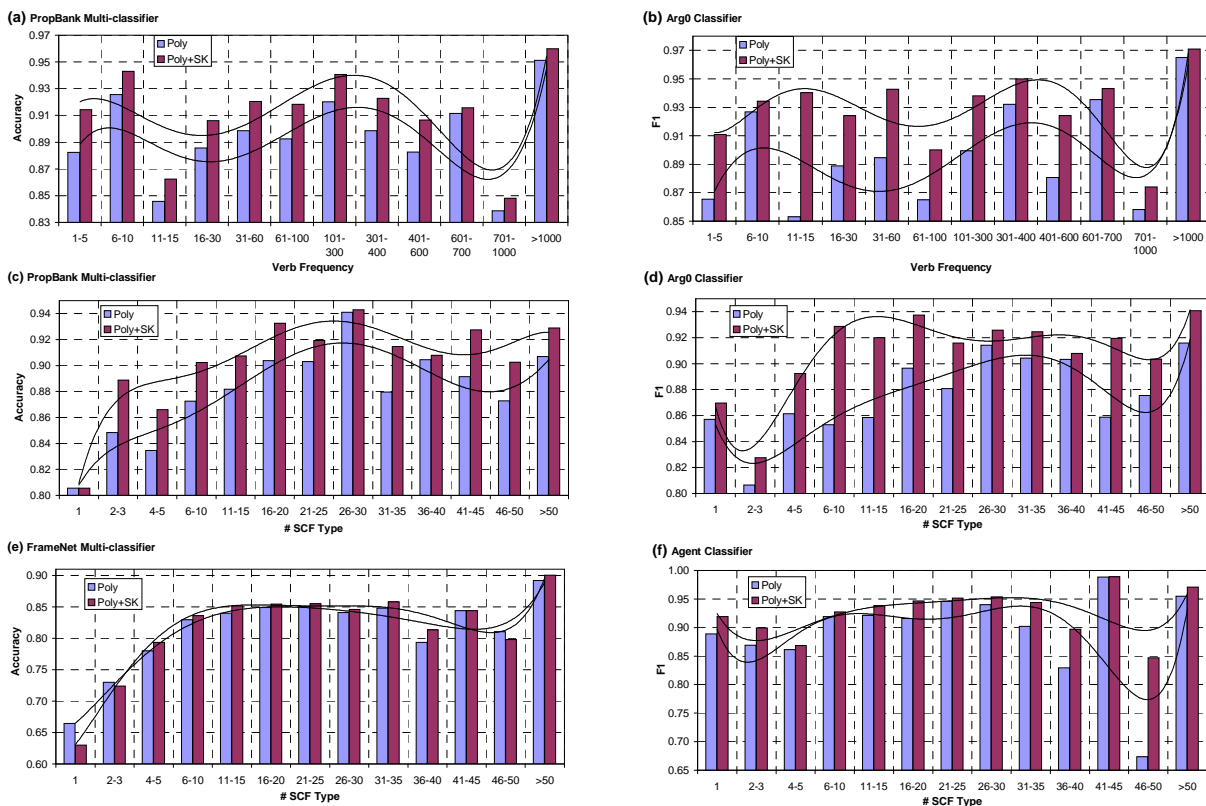 (a) PropBank Multi-classifier
0.97
0.95
0.93
0.91
0.89
0.87
0.85
0.83
Accuracy
Poly
Poly+SK
1-5 6-10 11-15 16-30 31-60 61-100 101-300 301-400 401-600 601-700 701-1000 >1000
Verb Frequency
(b) Arg0 Classifier
0.97
0.95
0.93
0.91
0.89
0.87
0.85
F1
Poly
Poly+SK
1-5 6-10 11-15 16-30 31-60 61-100 101-300 301-400 401-600 601-700 701-1000 >1000
Verb Frequency
(c) PropBank Multi-classifier
0.94
0.92
0.90
0.88
0.86
0.84
0.82
0.80
Accuracy
Poly
Poly+SK
1 2-3 4-5 6-10 11-15 16-20 21-25 26-30 31-35 36-40 41-45 46-50 >50
# SCF Type
(d) Arg0 Classifier
0.94
0.92
0.90
0.88
0.86
0.84
0.82
0.80
F1
Poly
Poly+SK
1 2-3 4-5 6-10 11-15 16-20 21-25 26-30 31-35 36-40 41-45 46-50 >50
# SCF Type
(e) FrameNet Multi-classifier
0.90
0.85
0.80
0.75
0.70
0.65
0.60
Accuracy
Poly
Poly+SK
1 2-3 4-5 6-10 11-15 16-20 21-25 26-30 31-35 36-40 41-45 46-50 >50
# SCF Type
(f) Agent Classifier
1.00
0.95
0.90
0.85
0.80
0.75
0.70
0.65
F1
Poly
Poly+SK
1 2-3 4-5 6-10 11-15 16-20 21-25 26-30 31-35 36-40 41-45 46-50 >50
# SCF Type